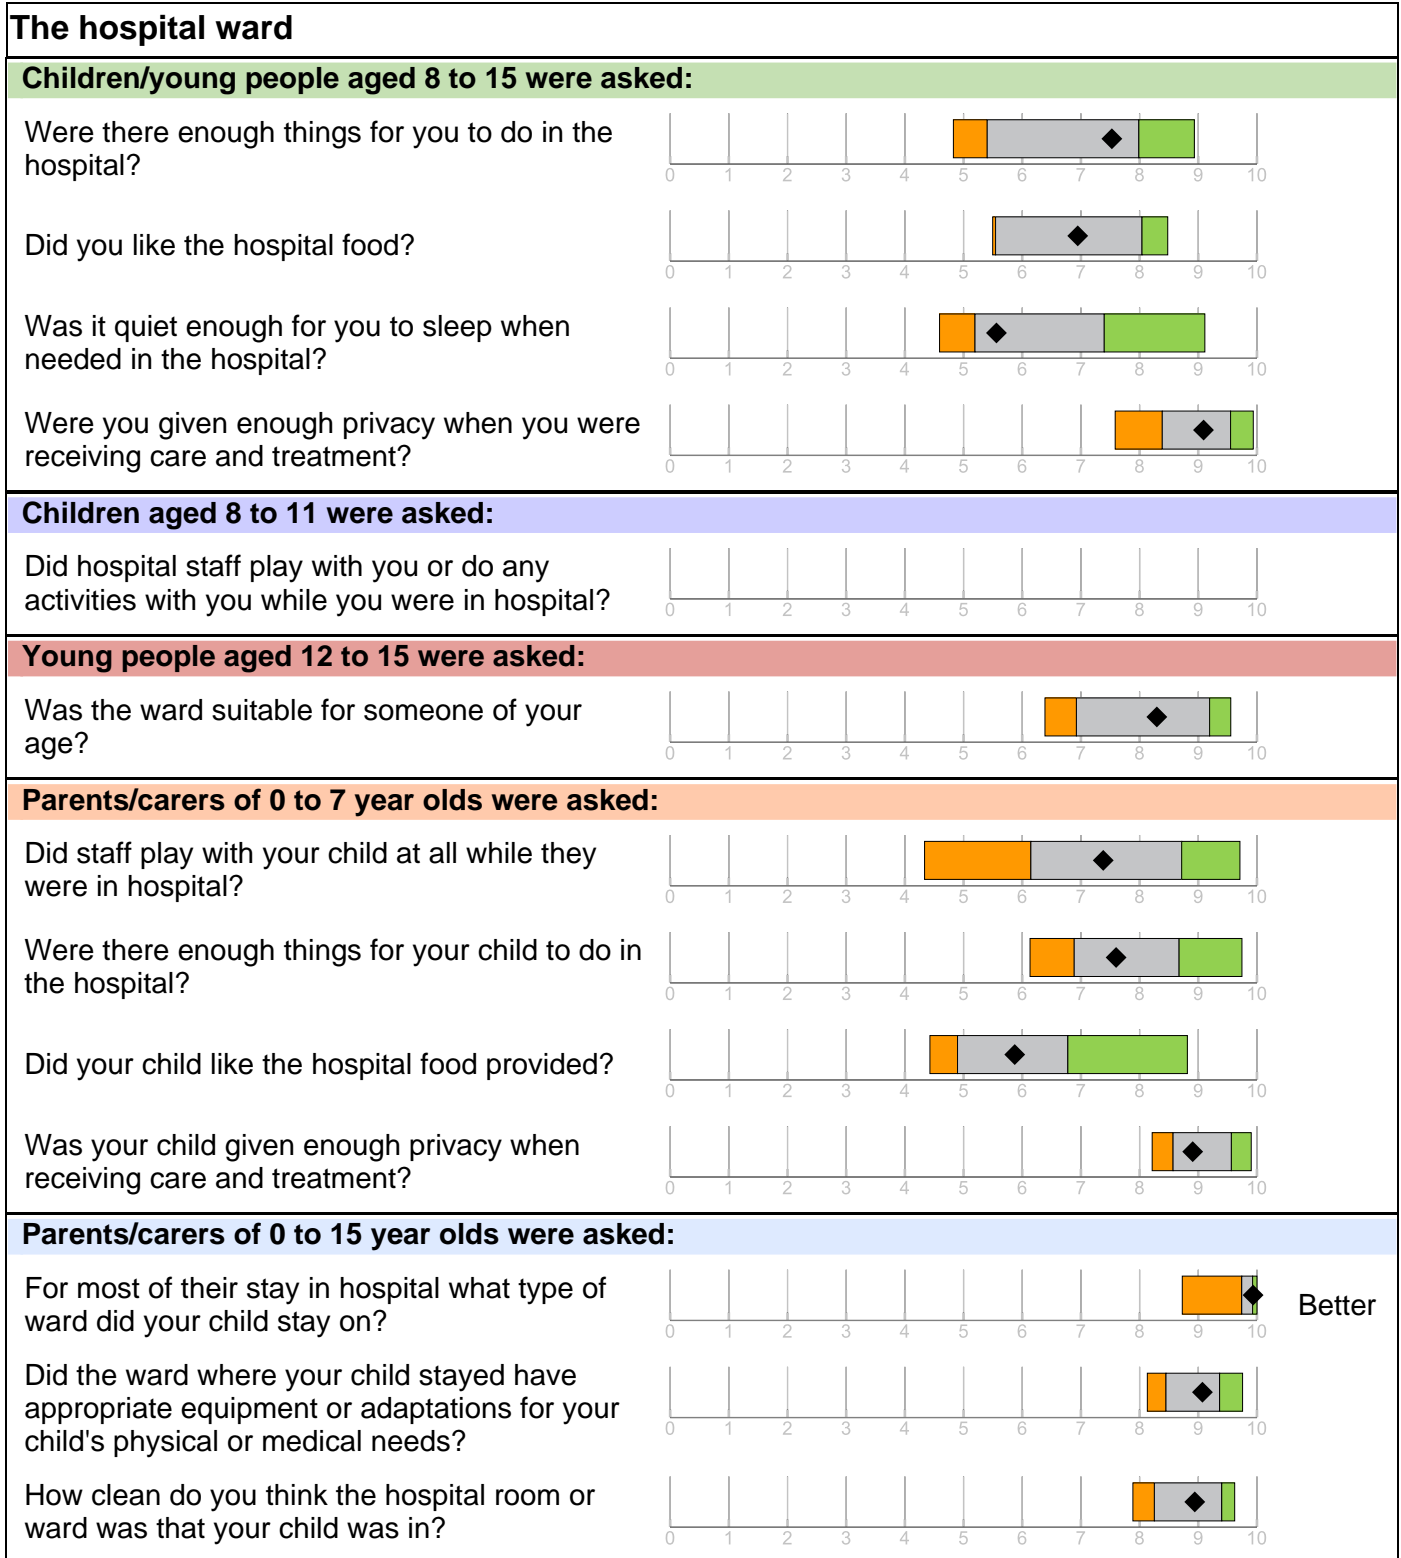 The hospital ward
Children/young people aged 8 to 15 were asked:
Were there enough things for you to do in the
hospital?
0 1 2 3 4 5 6 7 8 9 10
Did you like the hospital food?
0 1 2 3 4 5 6 7 8 9 10
Was it quiet enough for you to sleep when
needed in the hospital?
0 1 2 3 4 5 6 7 8 9 10
Were you given enough privacy when you were
receiving care and treatment?
0 1 2 3 4 5 6 7 8 9 10
Children aged 8 to 11 were asked:
Did hospital staff play with you or do any
activities with you while you were in hospital?
0 1 2 3 4 5 6 7 8 9 10
Young people aged 12 to 15 were asked:
Was the ward suitable for someone of your
age?
0 1 2 3 4 5 6 7 8 9 10
Parents/carers of 0 to 7 year olds were asked:
Did staff play with your child at all while they
were in hospital?
0 1 2 3 4 5 6 7 8 9 10
Were there enough things for your child to do in
the hospital?
0 1 2 3 4 5 6 7 8 9 10
Did your child like the hospital food provided?
0 1 2 3 4 5 6 7 8 9 10
Was your child given enough privacy when
receiving care and treatment?
0 1 2 3 4 5 6 7 8 9 10
Parents/carers of 0 to 15 year olds were asked:
For most of their stay in hospital what type of
ward did your child stay on?
0 1 2 3 4 5 6 7 8 9 10
Better
Did the ward where your child stayed have
appropriate equipment or adaptations for your
child's physical or medical needs?
0 1 2 3 4 5 6 7 8 9 10
How clean do you think the hospital room or
ward was that your child was in?
0 1 2 3 4 5 6 7 8 9 10